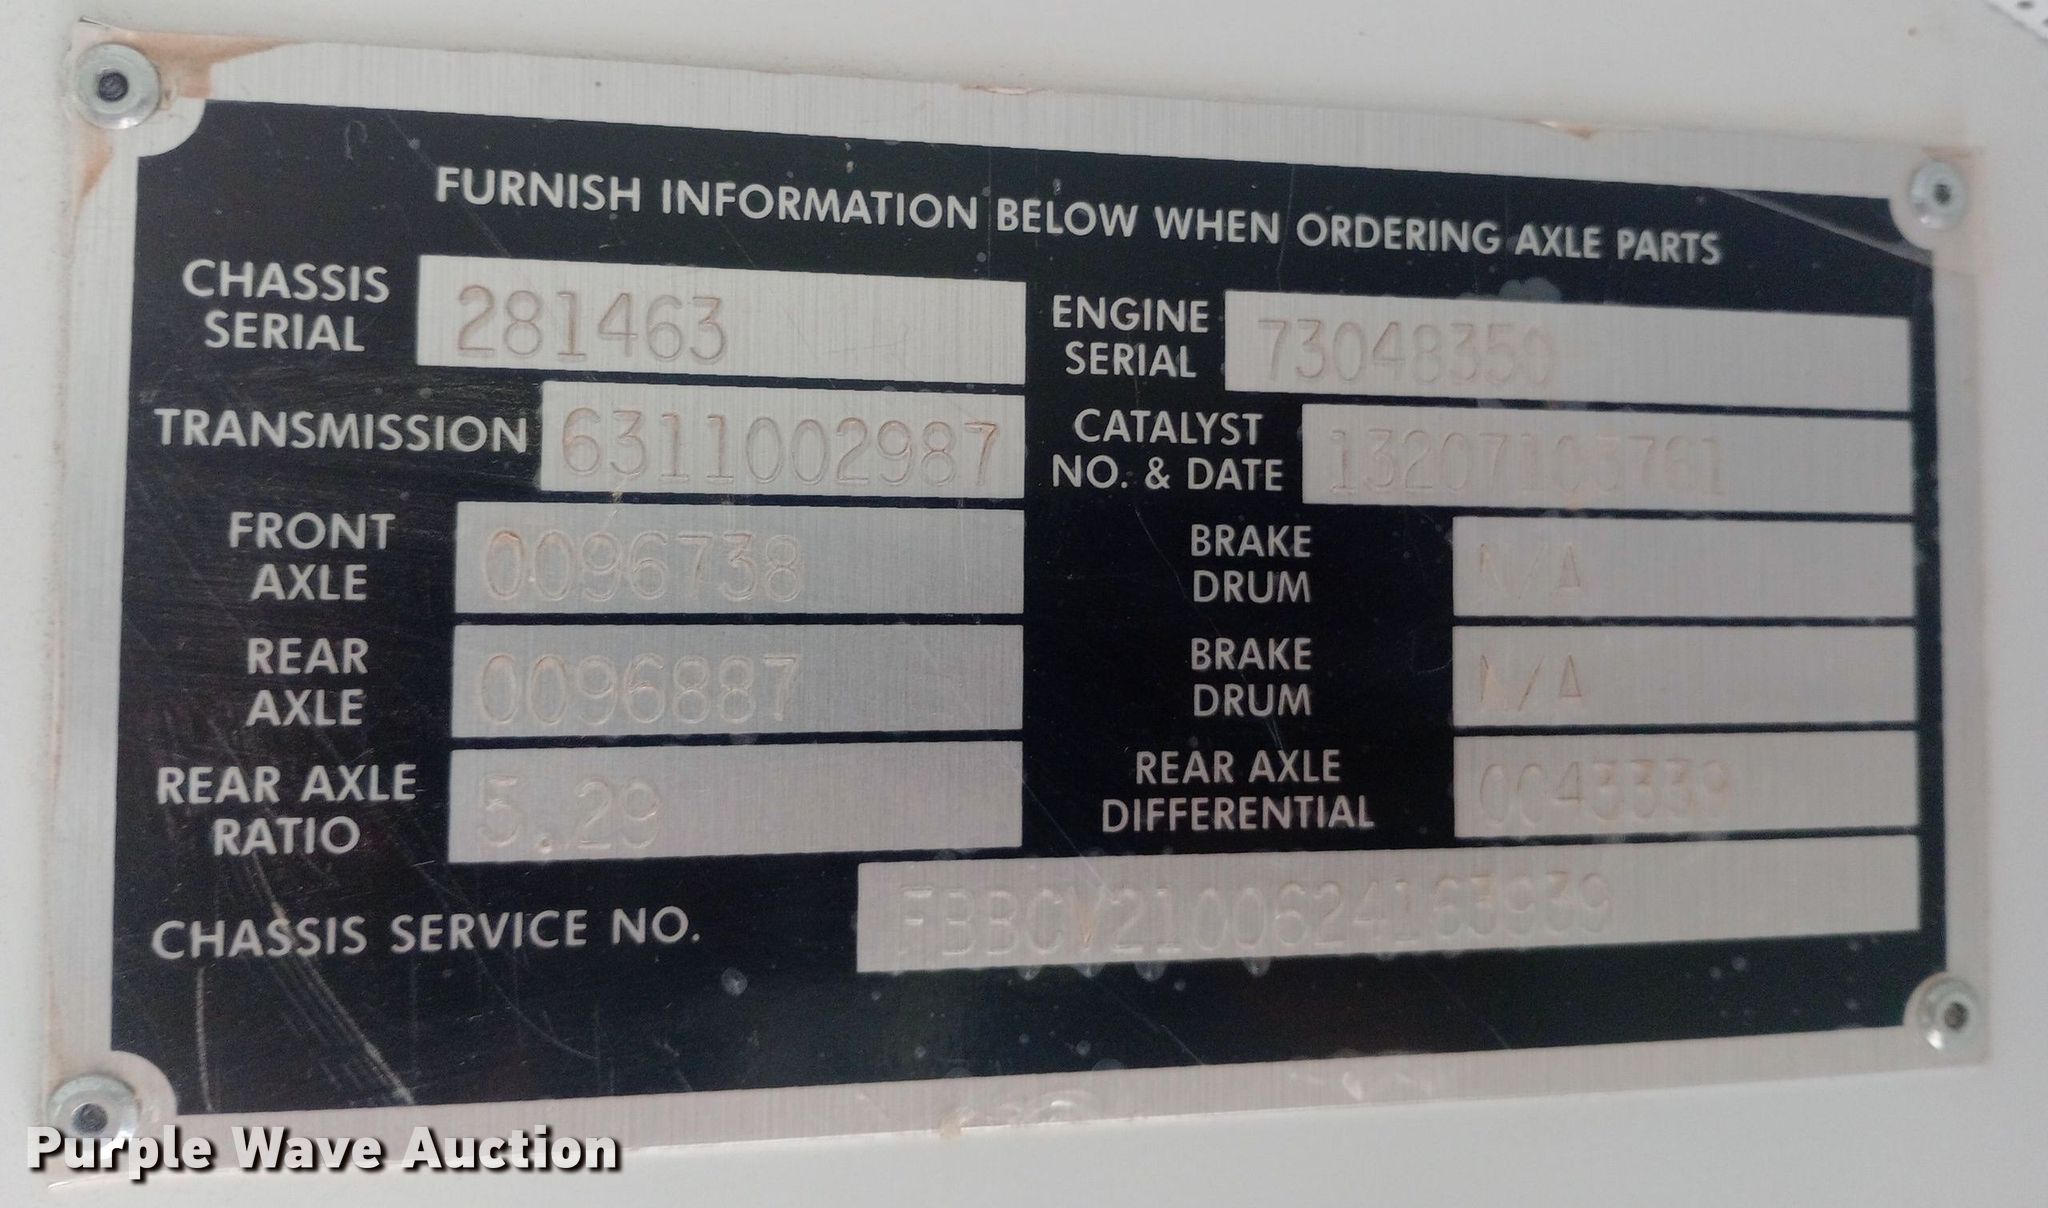 FURNISH INFORMATION BELOW WHEN ORDERING AXLE PARTS
CHASSIS SERIAL 281463
ENGINE SERIAL 73048350
TRANSMISSION 6311002987
CATALYST NO. & DATE 132071C3761
FRONT AXLE 0096738
BRAKE DRUM N/A
REAR AXLE 0096887
BRAKE DRUM N/A
REAR AXLE RATIO 5.29
REAR AXLE DIFFERENTIAL
CHASSIS SERVICE NO. FBBCV2100624163939
Purple Wave Auction